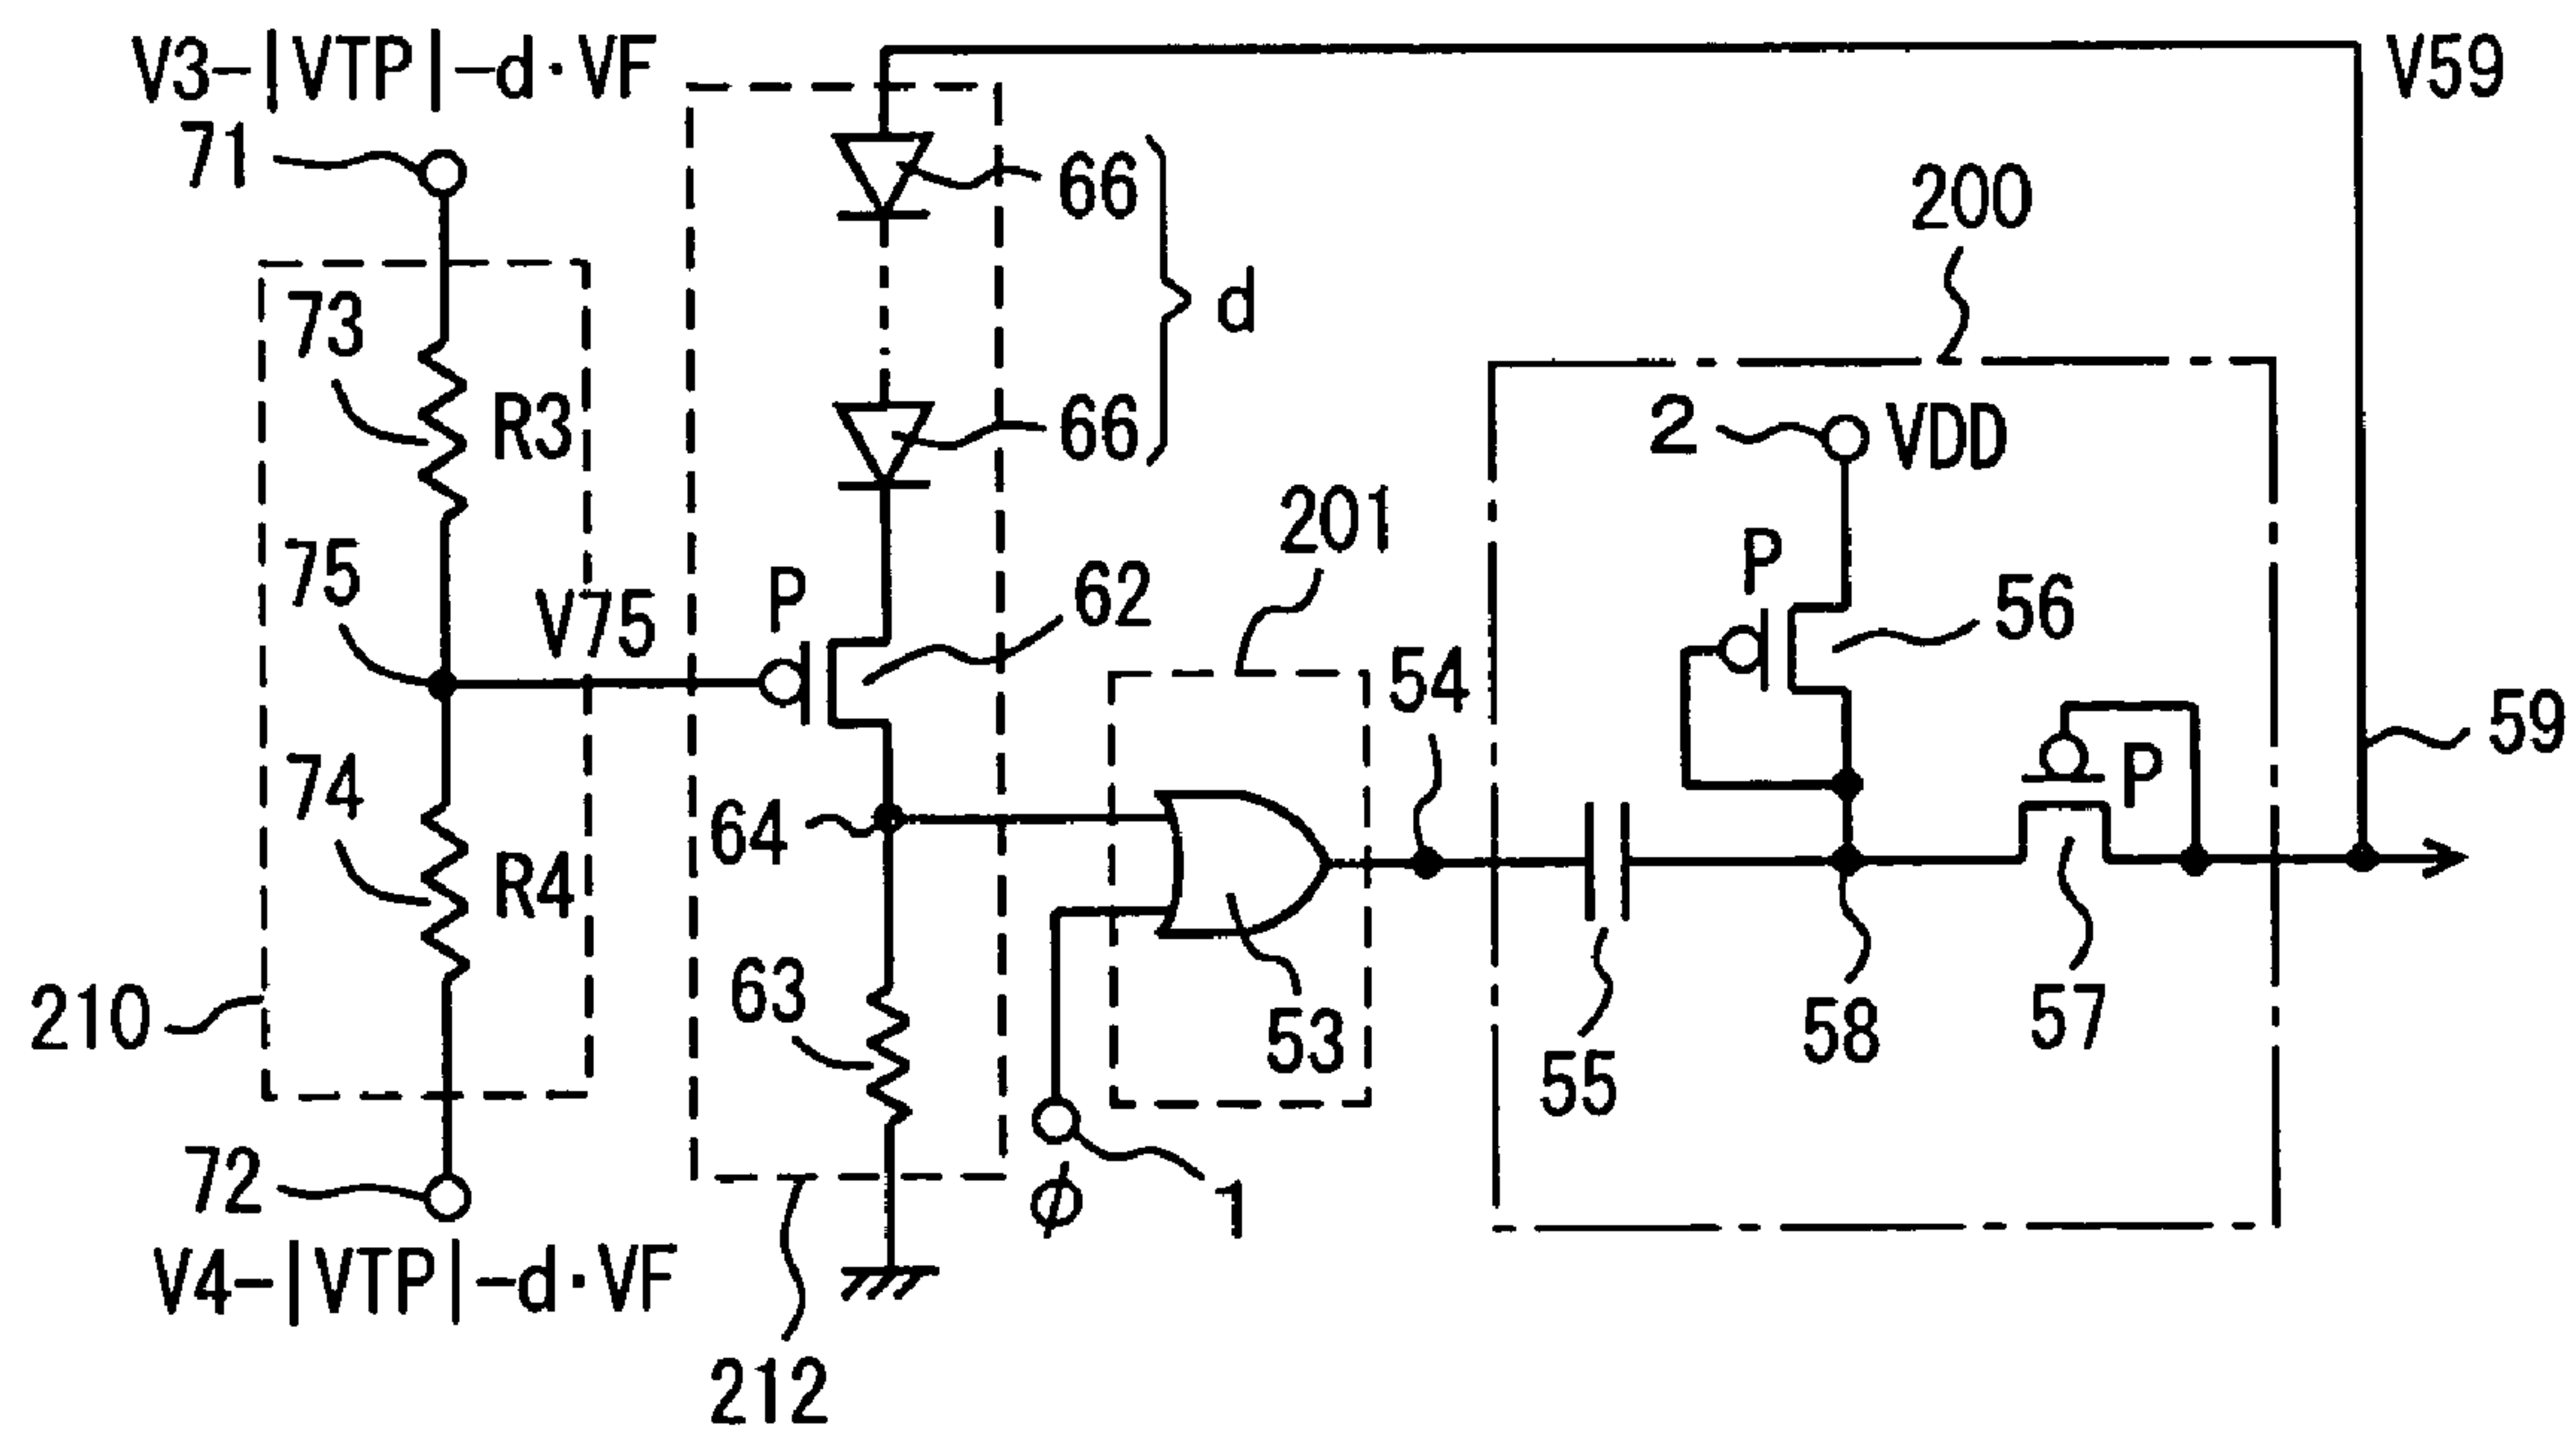 V3-|VTP|-d·VF
V59
71
66
200
d
73
R3
66
2
VDD
201
P
75
V75
P
62
56
54
59
P
74
64
R4
63
53
58
57
210
55
72
ϕ
1
V4-|VTP|-d·VF
212